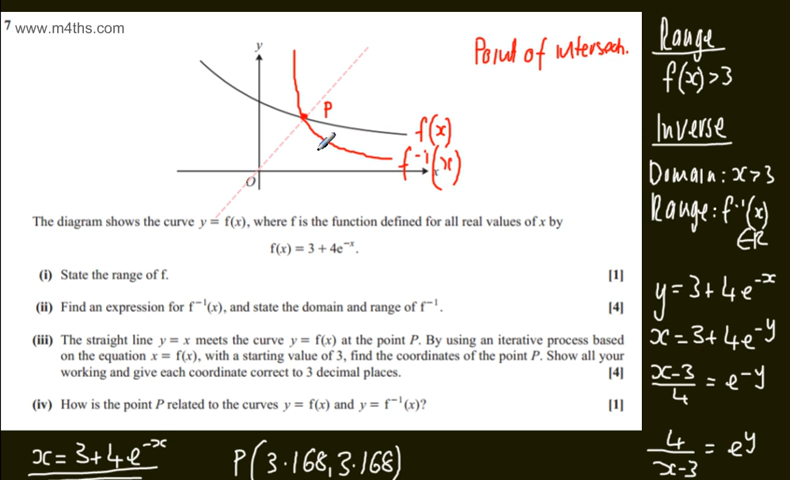 7 www.m4ths.com
y
Point of intersech.
P
f(x)
f⁻¹(x)
x
O
The diagram shows the curve y = f(x), where f is the function defined for all real values of x by
f(x) = 3 + 4e⁻ˣ.
(i) State the range of f. [1]
(ii) Find an expression for f⁻¹(x), and state the domain and range of f⁻¹. [4]
(iii) The straight line y = x meets the curve y = f(x) at the point P. By using an iterative process based
on the equation x = f(x), with a starting value of 3, find the coordinates of the point P. Show all your
working and give each coordinate correct to 3 decimal places. [4]
(iv) How is the point P related to the curves y = f(x) and y = f⁻¹(x)? [1]
x = 3 + 4e⁻ˣ
P(3.168, 3.168)
Range
f(x) > 3
Inverse
Domain: x > 3
Range: f⁻¹(x)
∈ℝ
y = 3 + 4e⁻ˣ
x = 3 + 4e⁻ʸ
x-3/4 = e⁻ʸ
4/x-3 = eʸ